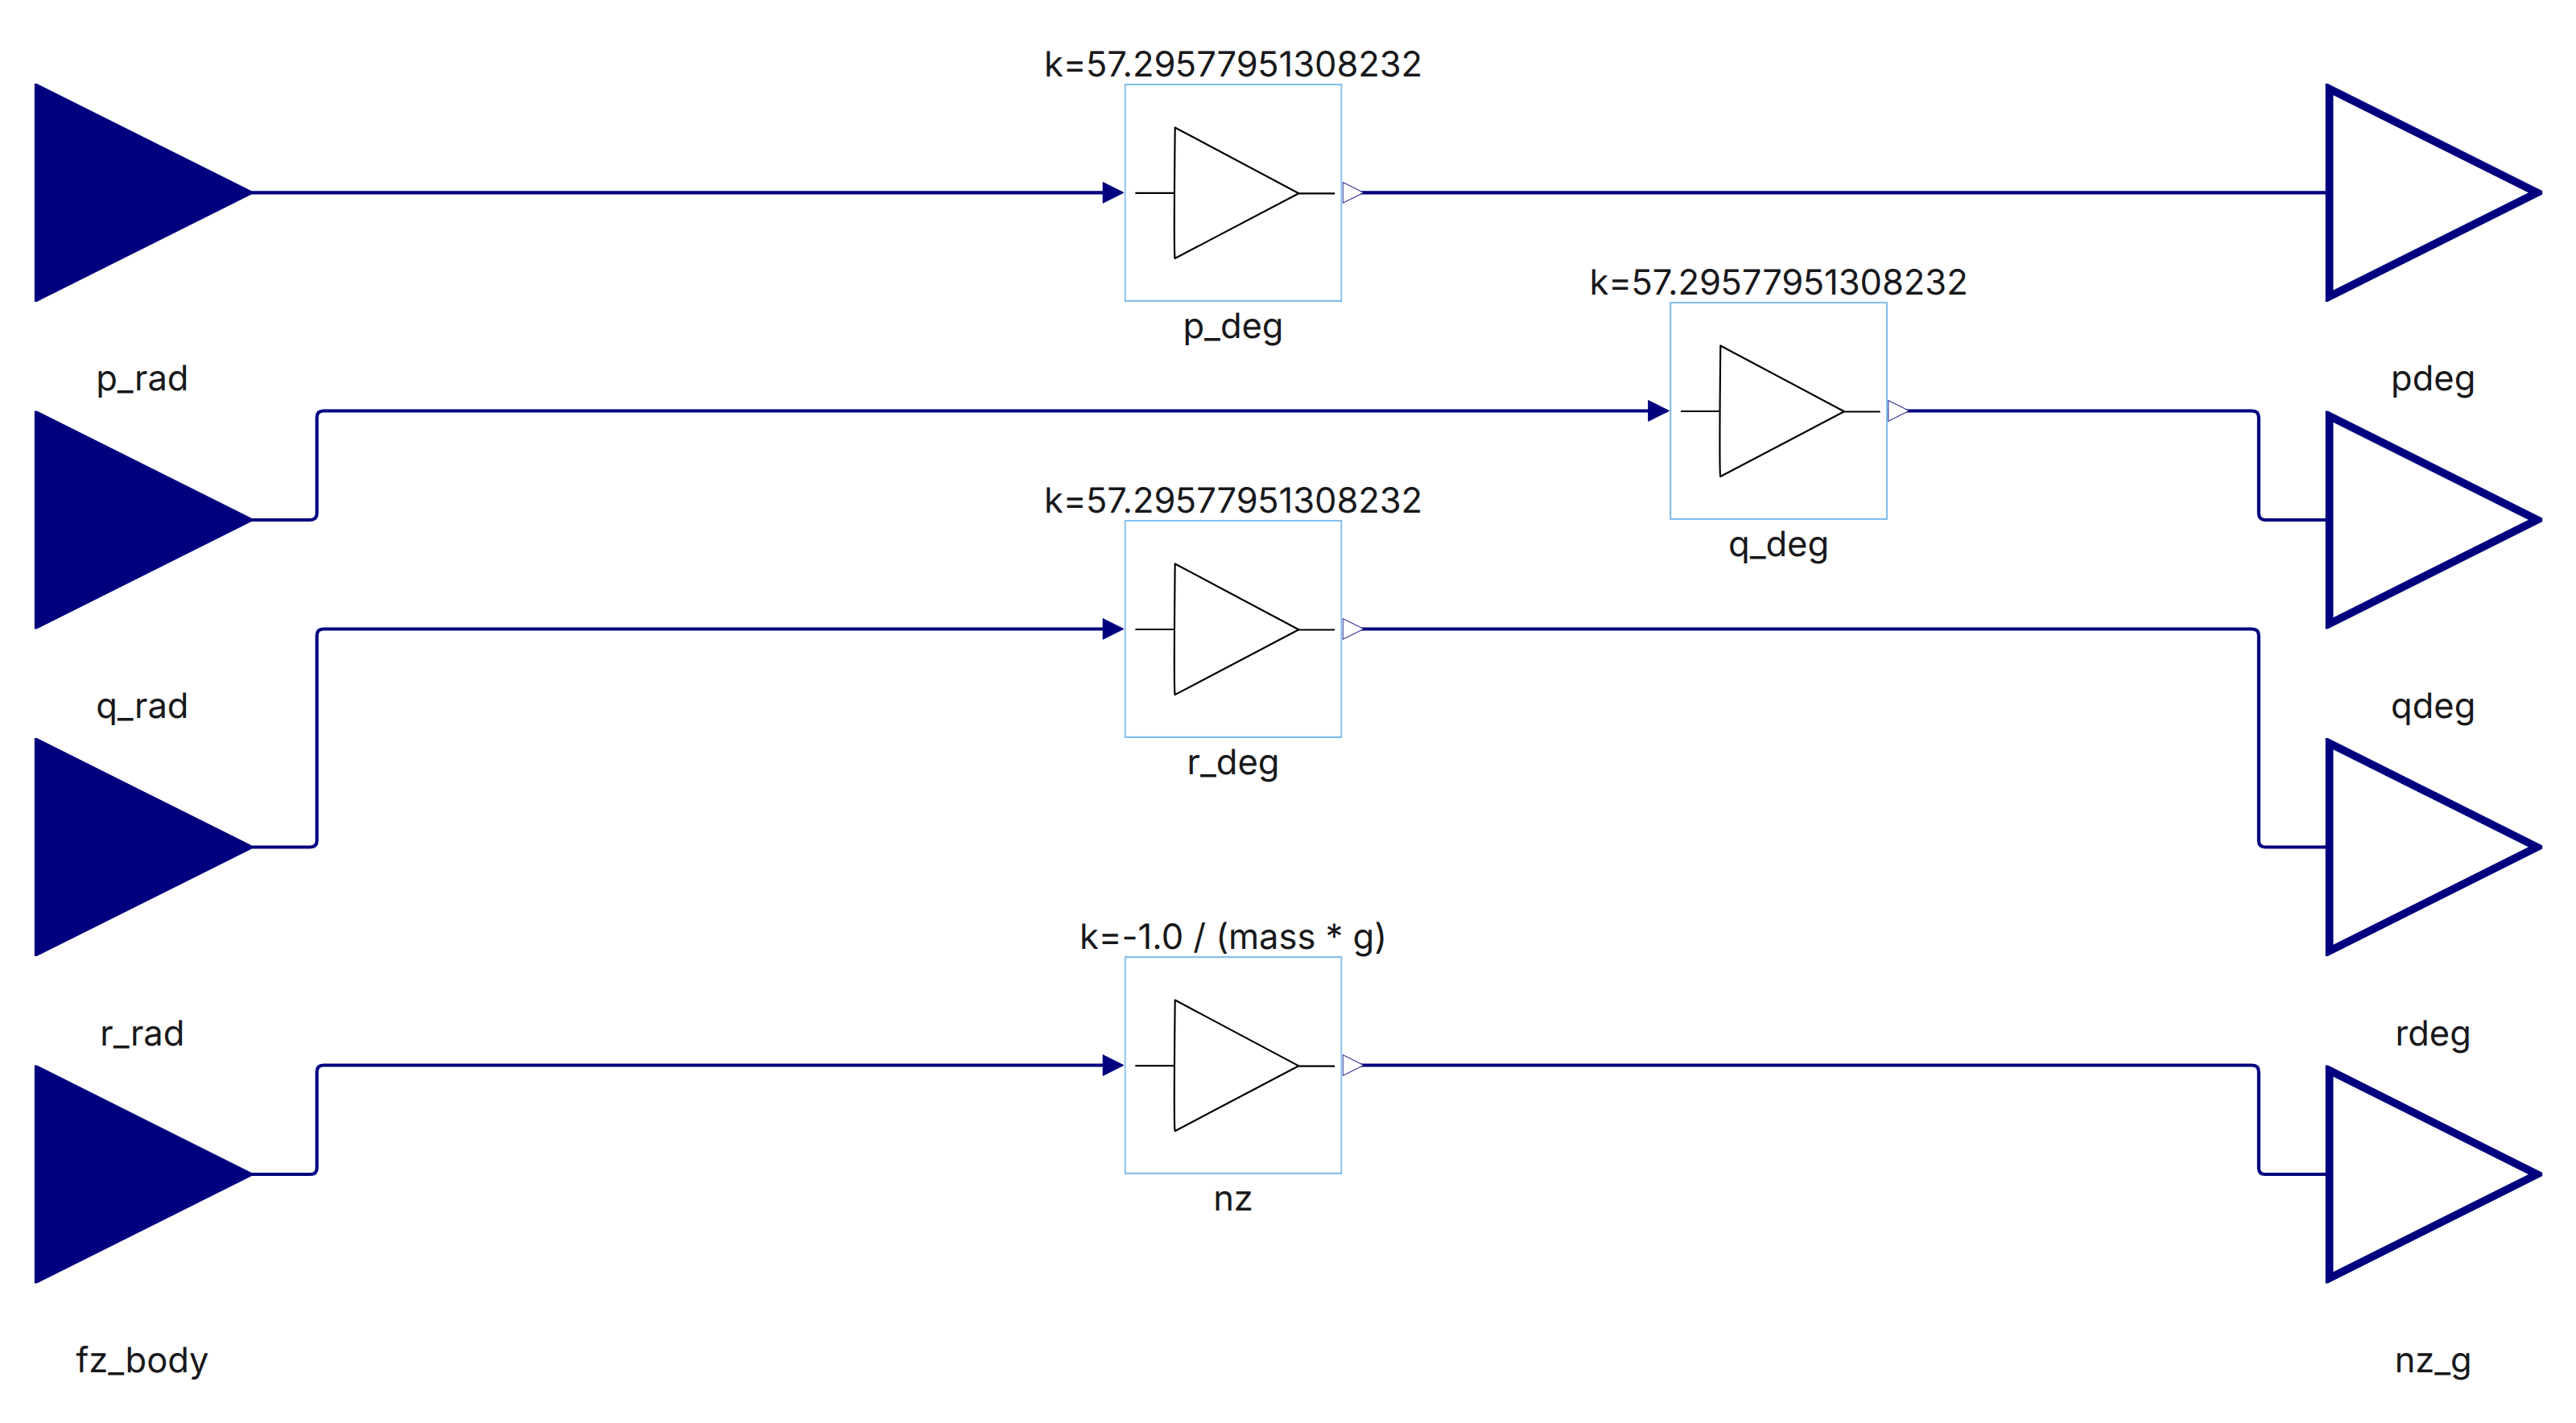 k=57.29577951308232
k=57.29577951308232
p_deg
p_rad
pdeg
k=57.29577951308232
q_deg
q_rad
qdeg
r_deg
k=-1.0 / (mass * g)
r_rad
rdeg
nz
fz_body
nz_g